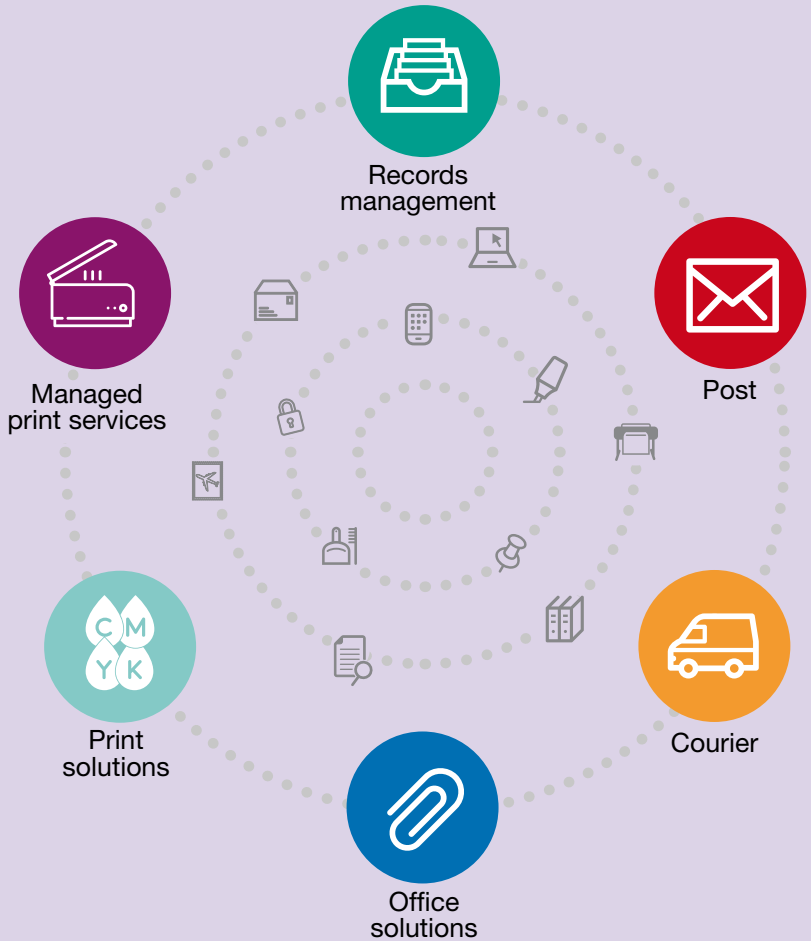 Records
management
Managed
print services
Post
C M
Y K
Print
solutions
Courier
Office
solutions